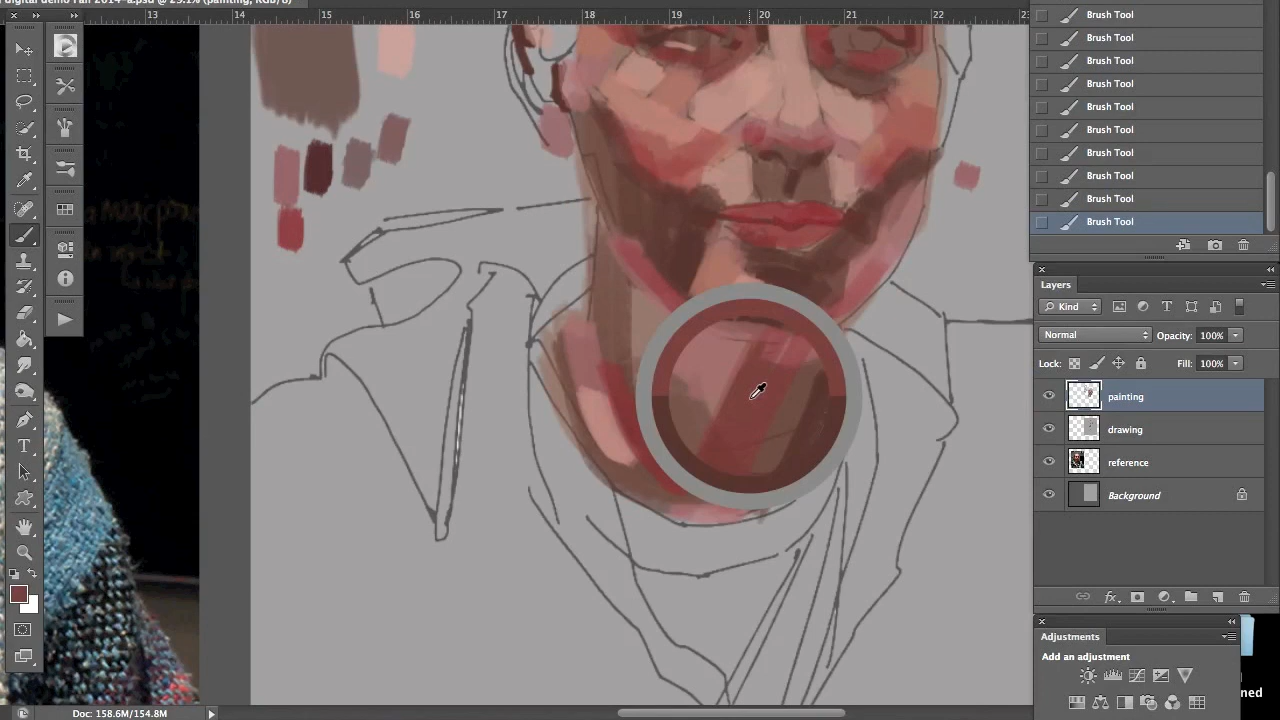 digital demo Fall 2014-a.psd @ 29.1% (painting, RGB/8)
13 14 15 16 17 18 19 20 21 22 23
Brush Tool
Brush Tool
Brush Tool
Brush Tool
Brush Tool
Brush Tool
Brush Tool
Brush Tool
Brush Tool
Brush Tool
Layers
Kind
Normal
Opacity: 100%
Lock:
Fill: 100%
painting
drawing
reference
Background
fx
Adjustments
Add an adjustment
ned
T
Doc: 158.6M/154.8M